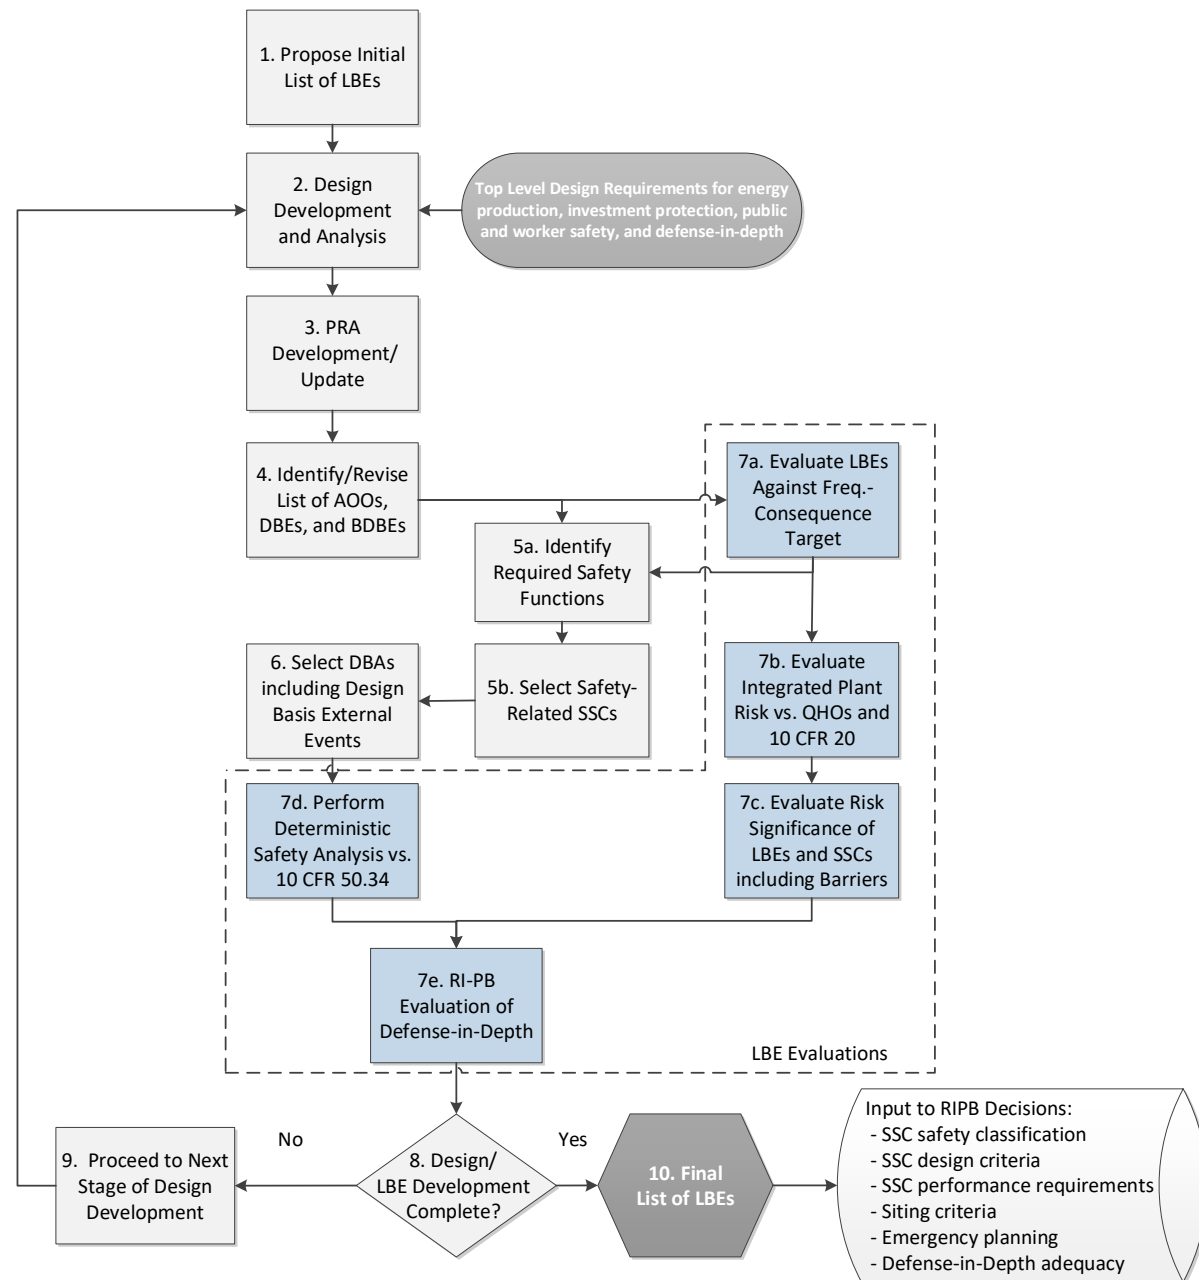 1. Propose Initial
List of LBEs
2. Design
Development
and Analysis
Top Level Design Requirements for energy
production, investment protection, public
and worker safety, and defense-in-depth
3. PRA
Development/
Update
4. Identify/Revise
List of AOOs,
DBEs, and BDBEs
7a. Evaluate LBEs
Against Freq.-
Consequence
Target
5a. Identify
Required Safety
Functions
6. Select DBAs
including Design
Basis External
Events
5b. Select Safety-
Related SSCs
7b. Evaluate
Integrated Plant
Risk vs. QHOs and
10 CFR 20
7d. Perform
Deterministic
Safety Analysis vs.
10 CFR 50.34
7c. Evaluate Risk
Significance of
LBEs and SSCs
including Barriers
7e. RI-PB
Evaluation of
Defense-in-Depth
LBE Evaluations
9. Proceed to Next
Stage of Design
Development
No
8. Design/
LBE Development
Complete?
Yes
10. Final
List of LBEs
Input to RIPB Decisions:
- SSC safety classification
- SSC design criteria
- SSC performance requirements
- Siting criteria
- Emergency planning
- Defense-in-Depth adequacy